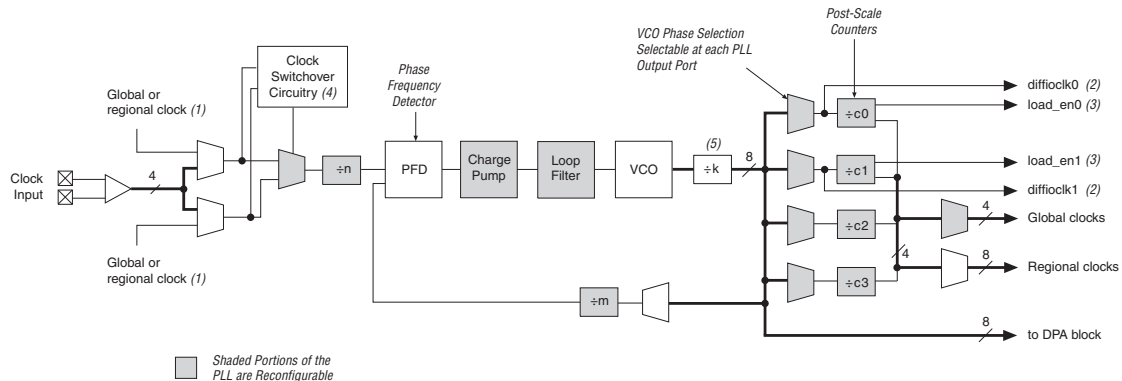 Post-Scale
Counters
VCO Phase Selection
Selectable at each PLL
Output Port
Clock
Switchover
Circuitry (4)
Phase
Frequency
Detector
Global or
regional clock (1)
diffioclk0 (2)
load_en0 (3)
÷c0
(5)
Clock
Input
4
÷n
PFD
Charge
Pump
Loop
Filter
VCO
÷k
8
÷c1
load_en1 (3)
diffioclk1 (2)
÷c2
4
Global clocks
Global or
regional clock (1)
4
8
Regional clocks
÷c3
÷m
8
to DPA block
Shaded Portions of the
PLL are Reconfigurable